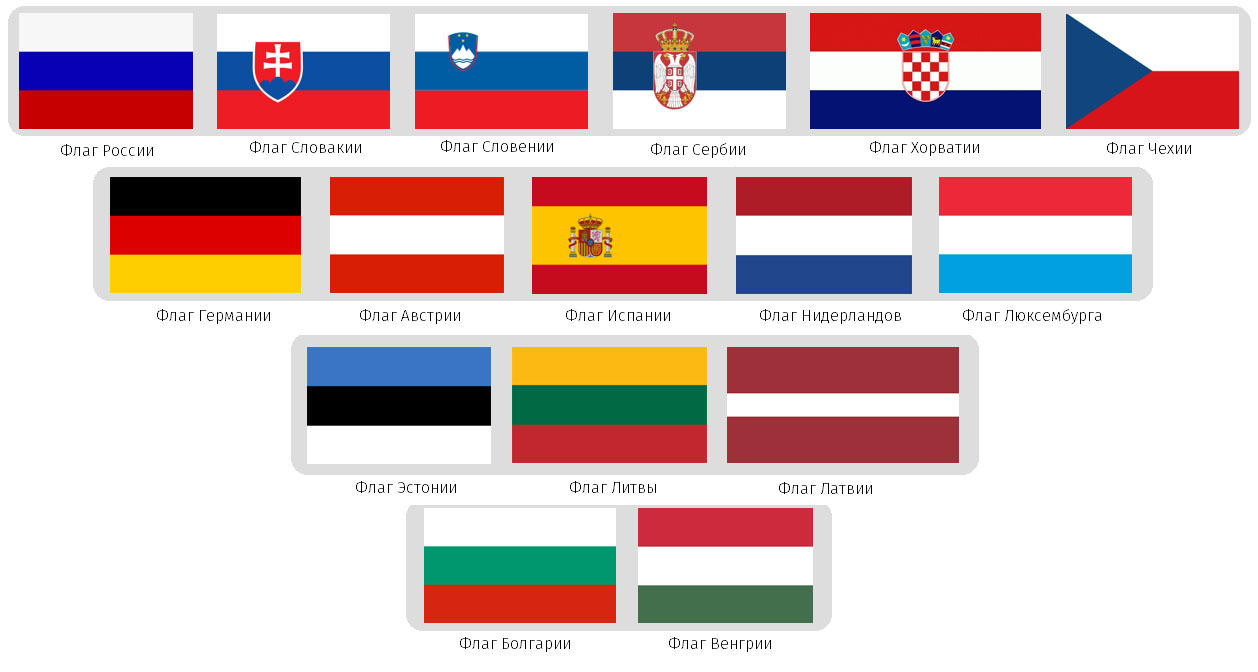 Флаг России
Флаг Словакии
Флаг Словении
Флаг Сербии
Флаг Хорватии
Флаг Чехии
Флаг Германии
Флаг Австрии
Флаг Испании
Флаг Нидерландов
Флаг Люксембурга
Флаг Эстонии
Флаг Литвы
Флаг Латвии
Флаг Болгарии
Флаг Венгрии